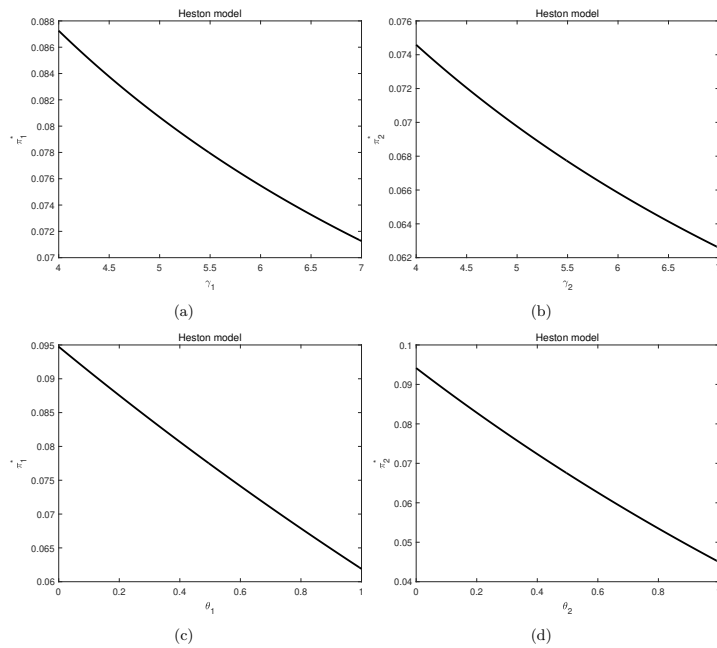 Heston model
0.088
0.086
0.084
0.082
0.08
0.078
0.076
0.074
0.072
0.07
π*1
4 4.5 5 5.5 6 6.5 7
γ1
(a)
Heston model
0.076
0.074
0.072
0.07
0.068
0.066
0.064
0.062
π*2
4 4.5 5 5.5 6 6.5
γ2
(b)
Heston model
0.095
0.09
0.085
0.08
0.075
0.07
0.065
0.06
π*1
0 0.2 0.4 0.6 0.8 1
θ1
(c)
Heston model
0.1
0.09
0.08
0.07
0.06
0.05
0.04
π*2
0 0.2 0.4 0.6 0.8
θ2
(d)